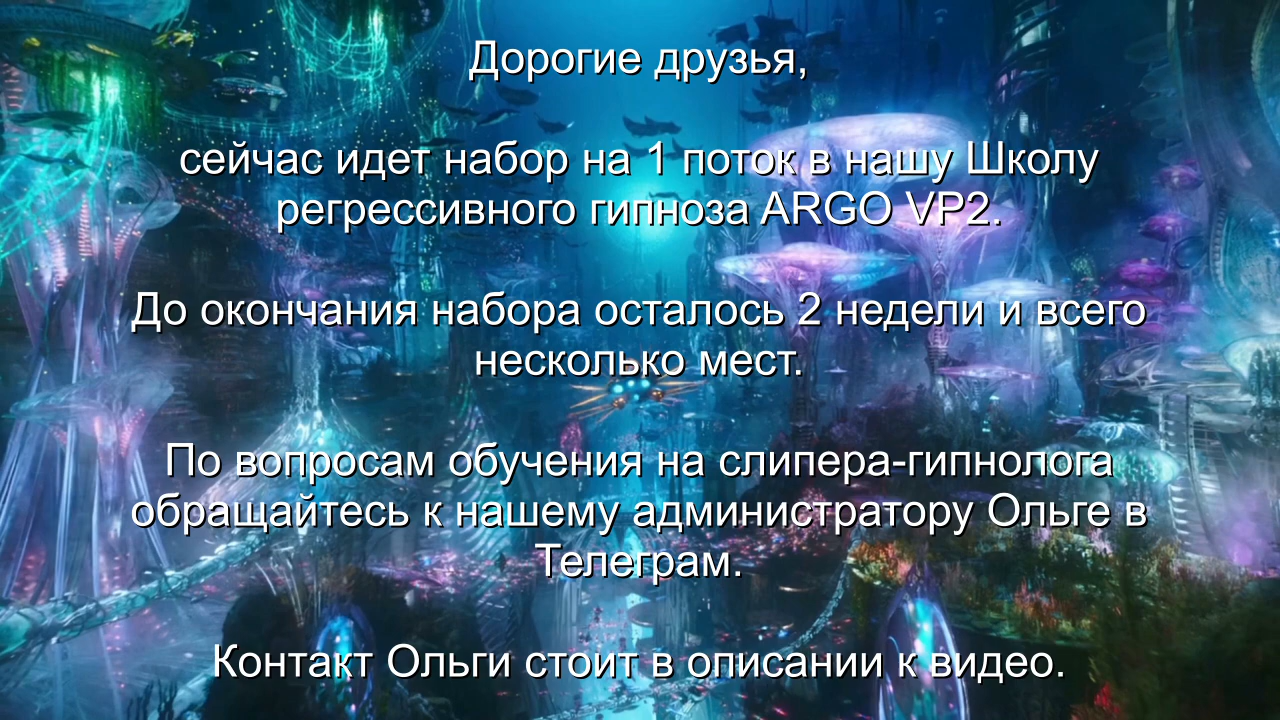 Дорогие друзья,
сейчас идет набор на 1 поток в нашу Школу
регрессивного гипноза ARGO VP2.
До окончания набора осталось 2 недели и всего
несколько мест.
По вопросам обучения на слипера-гипнолога
обращайтесь к нашему администратору Ольге в
Телеграм.
Контакт Ольги стоит в описании к видео.